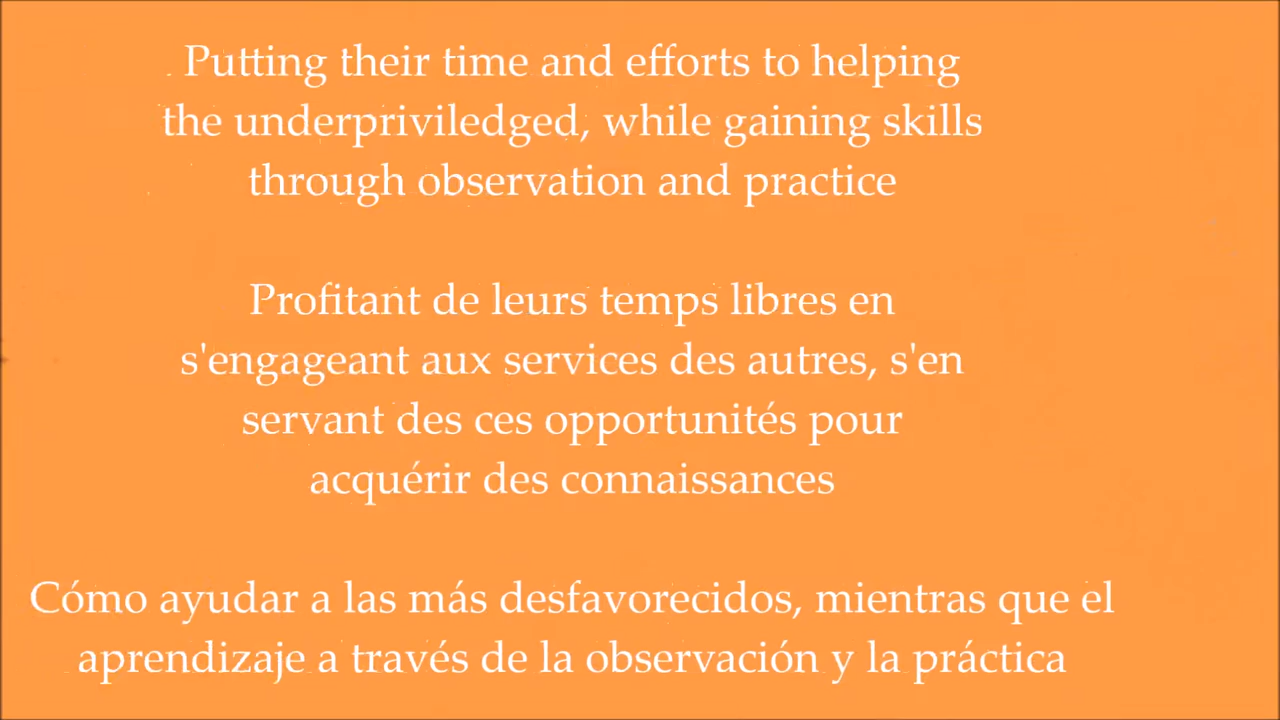 Putting their time and efforts to helping
the underpriviledged, while gaining skills
through observation and practice
Profitant de leurs temps libres en
s'engageant aux services des autres, s'en
servant des ces opportunités pour
acquérir des connaissances
Cómo ayudar a las más desfavorecidos, mientras que el
aprendizaje a través de la observación y la práctica